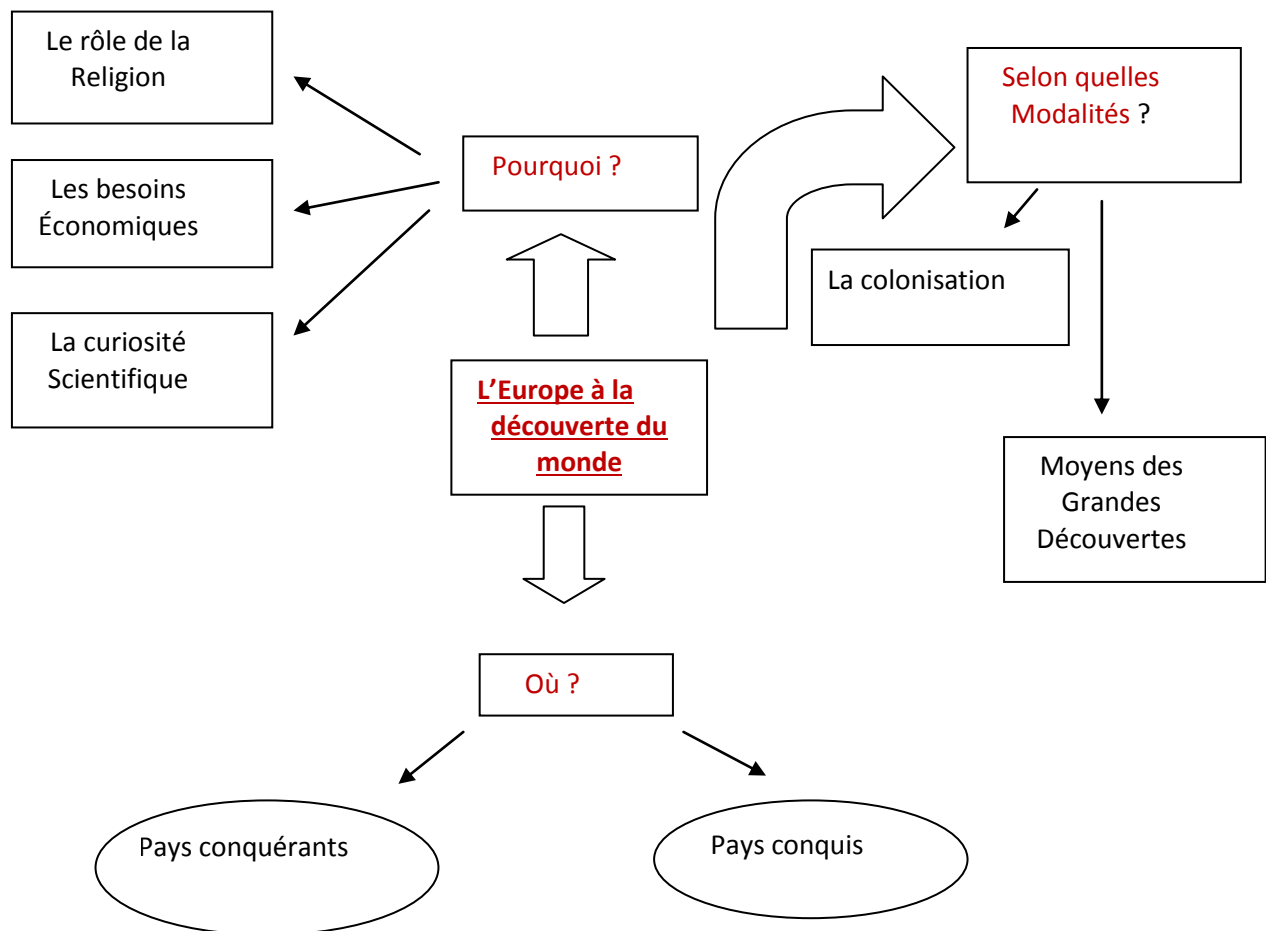 Le rôle de la
Religion
Les besoins
Économiques
La curiosité
Scientifique
Pourquoi ?
Selon quelles
Modalités ?
La colonisation
Moyens des
Grandes
Découvertes
L’Europe à la
découverte du
monde
Où ?
Pays conquérants
Pays conquis